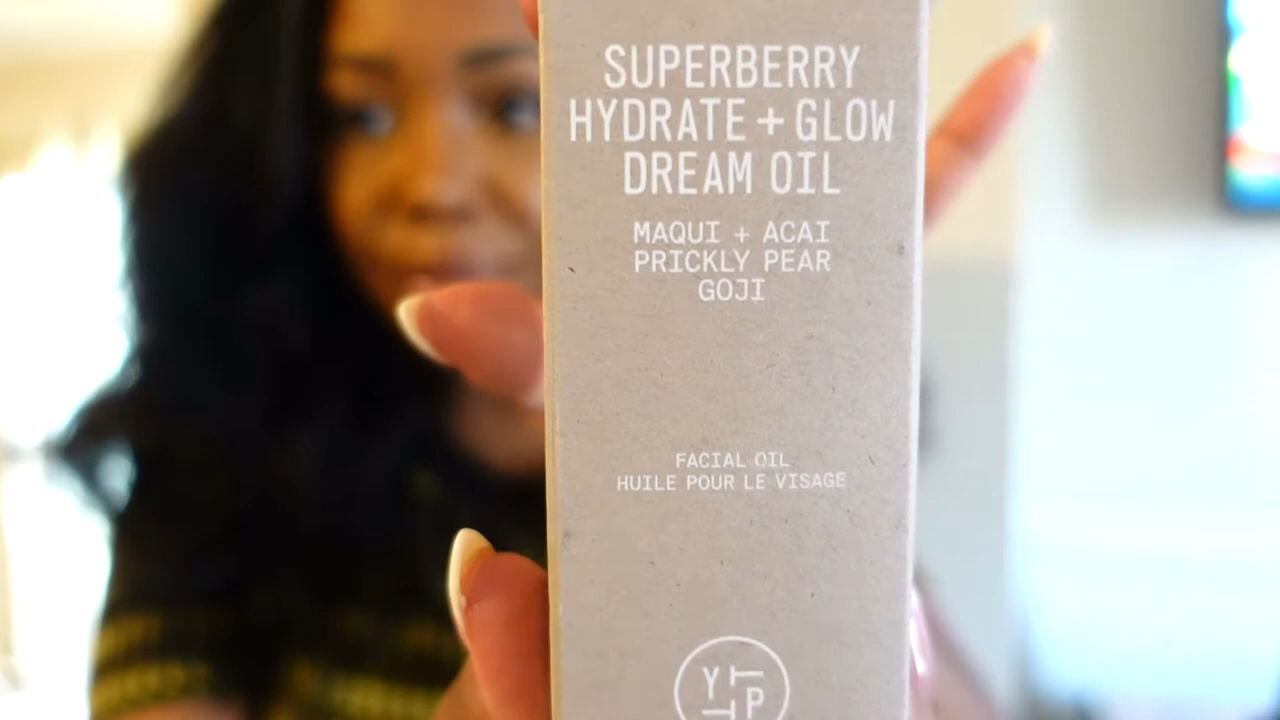 SUPERBERRY
HYDRATE + GLOW
DREAM OIL
MAQUI + ACAI
PRICKLY PEAR
GOJI
FACIAL OIL
HUILE POUR LE VISAGE
Y
P